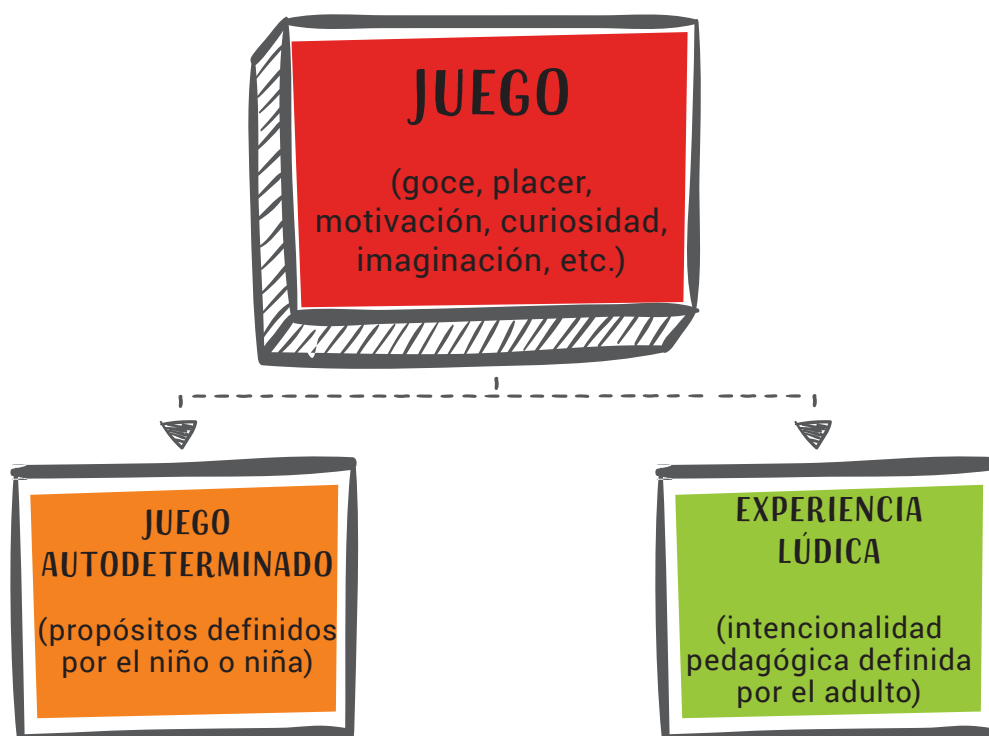 JUEGO
(goce, placer,
motivación, curiosidad,
imaginación, etc.)
JUEGO
AUTODETERMINADO
(propósitos definidos
por el niño o niña)
EXPERIENCIA
LÚDICA
(intencionalidad
pedagógica definida
por el adulto)